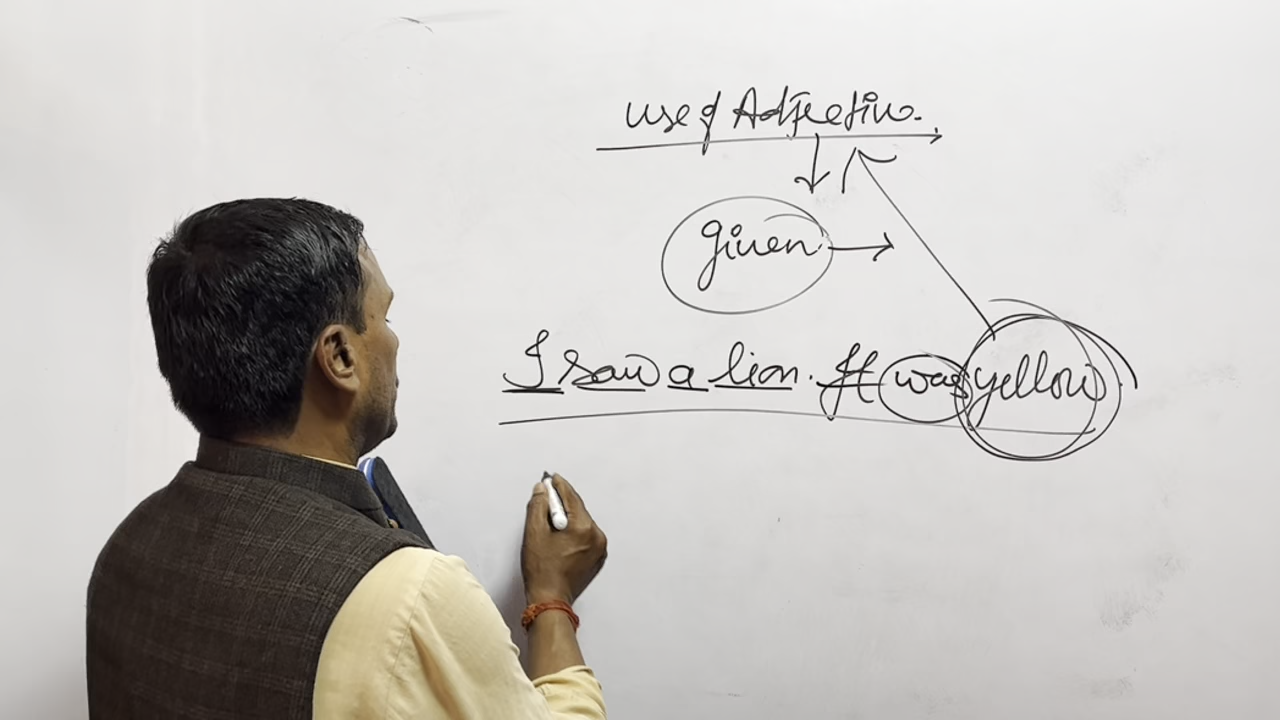 use of Adjective.
given
I saw a lion. It was yellow.